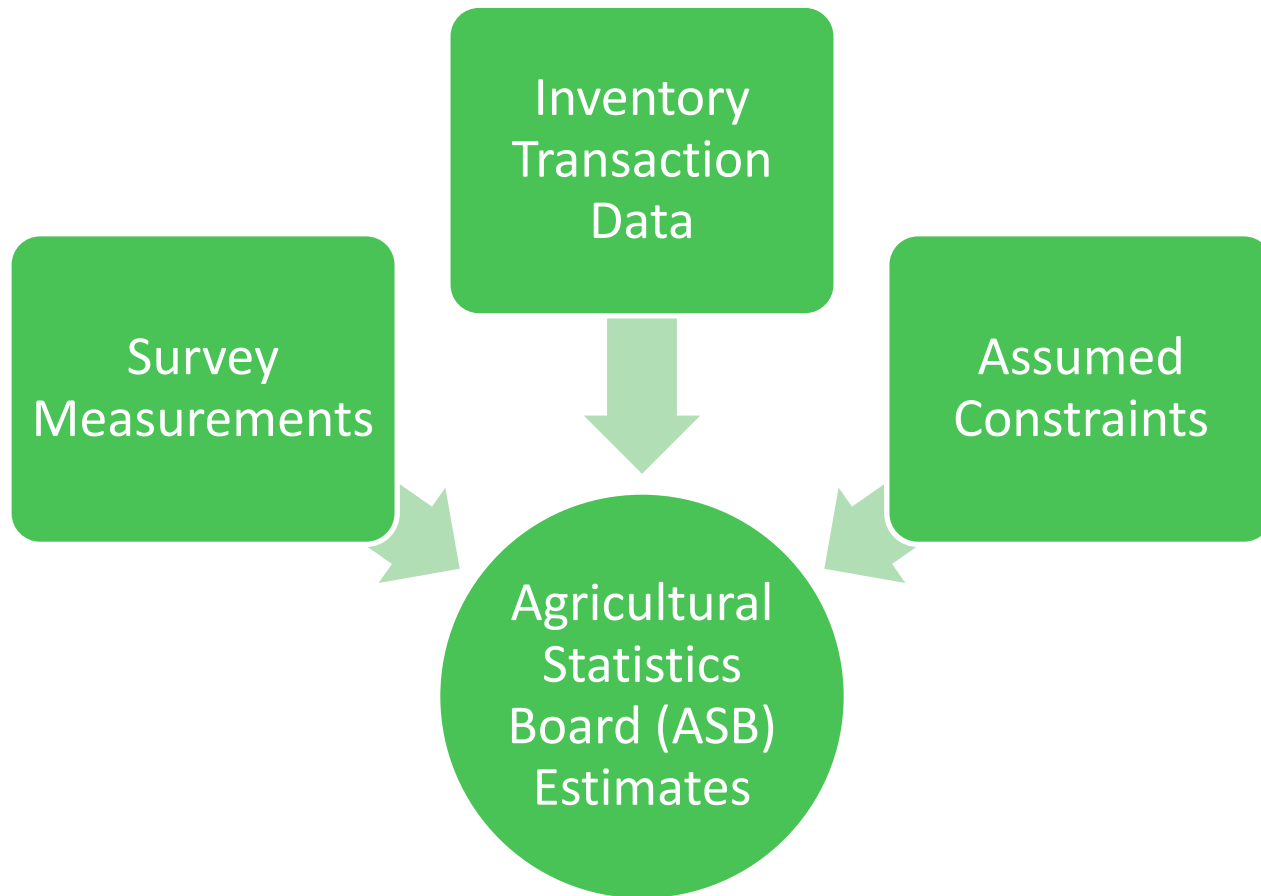 Inventory
Transaction
Data
Survey
Measurements
Assumed
Constraints
Agricultural
Statistics
Board (ASB)
Estimates